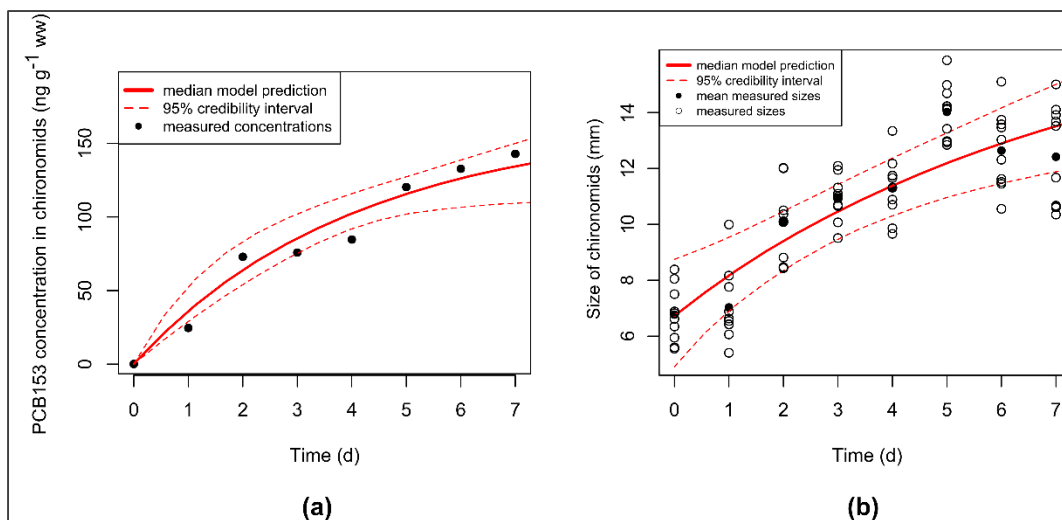 PCB153 concentration in chironomids (ng g-1 ww)
median model prediction
95% credibility interval
measured concentrations
150
100
50
0
0 1 2 3 4 5 6 7
Time (d)
(a)
Size of chironomids (mm)
median model prediction
95% credibility interval
mean measured sizes
measured sizes
14
12
10
8
6
0 1 2 3 4 5 6 7
Time (d)
(b)